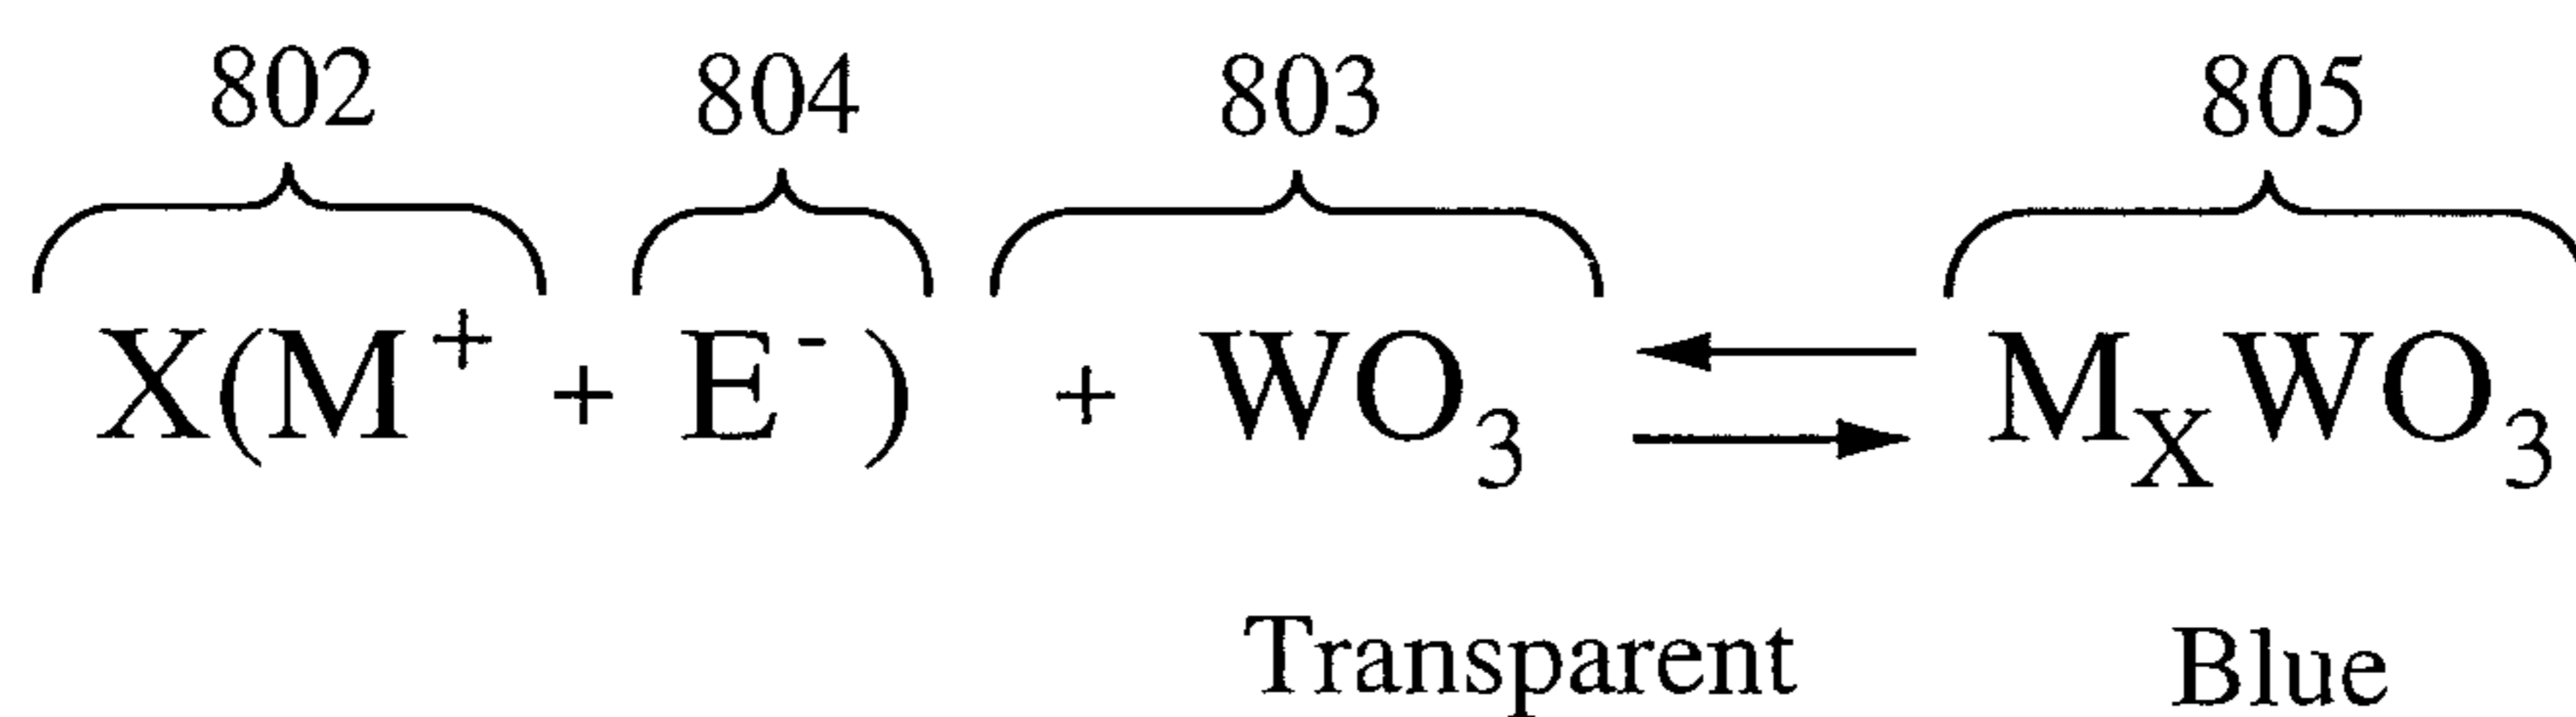 802 804 803 805
X(M⁺ + E⁻) + WO₃ ⇄ MₓWO₃
Transparent Blue